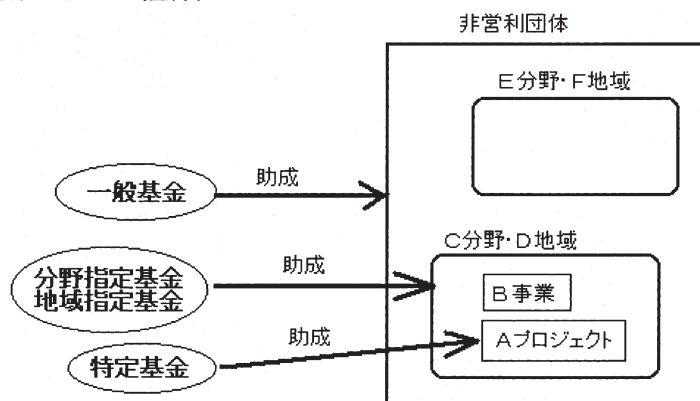 非営利団体
E分野・F地域
一般基金
助成
C分野・D地域
分野指定基金
地域指定基金
助成
B事業
Aプロジェクト
助成
特定基金